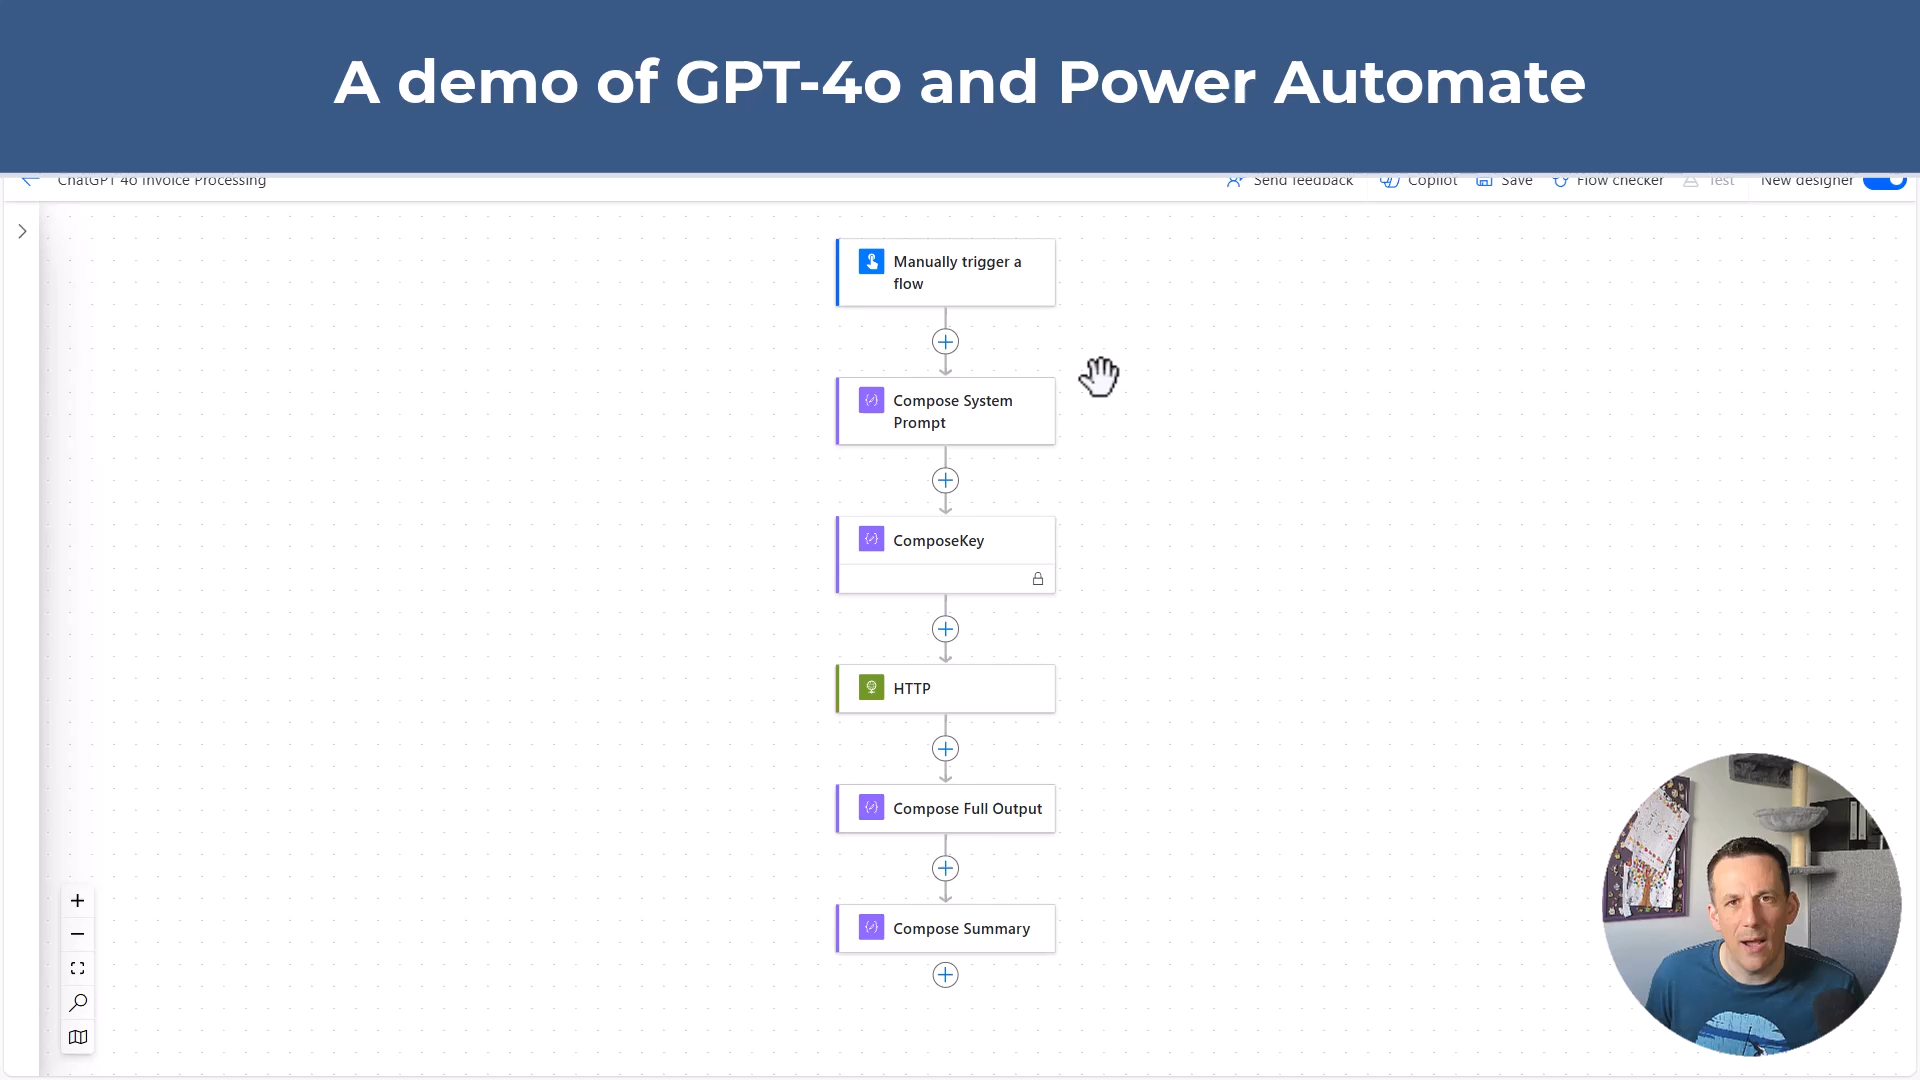 A demo of GPT-4o and Power Automate
ChatGPT 4o Invoice Processing
Send feedback
Copilot
Save
Flow checker
Test
New designer
Manually trigger a
flow
Compose System
Prompt
ComposeKey
HTTP
Compose Full Output
Compose Summary